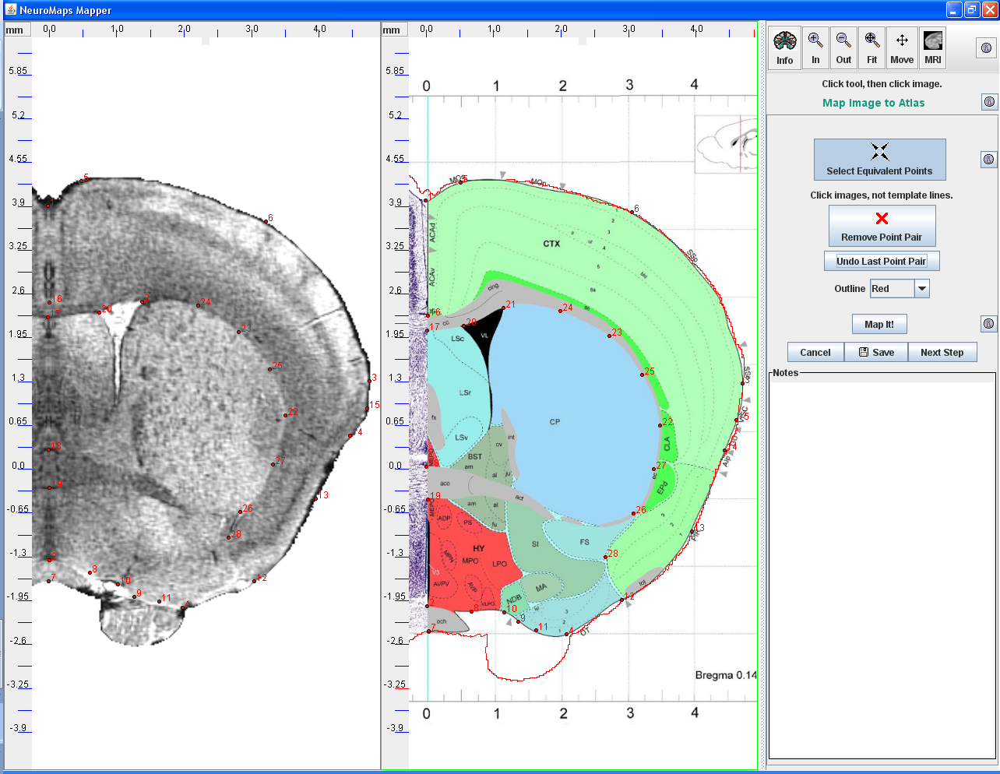 NeuroMaps Mapper
mm 0,0 1,0 2,0 3,0 4,0
mm 0,0 1,0 2,0 3,0 4,0
5.85
5.2
4.55
3.9
3.25
2.6
1.95
1.3
0.65
0.0
-0.65
-1.3
-1.95
-2.6
-3.25
-3.9
5
1
6
16
17
20
24
23
25
3
15
22
14
18
27
19
13
26
28
2
8
7
10
12
9
11
4
5.85
5.2
4.55
3.9
3.25
2.6
1.95
1.3
0.65
0.0
-0.65
-1.3
-1.95
-2.6
-3.25
-3.9
0 1 2 3 4
MOp
6
ACAd
CTX
SSp
ACAv
cing
21
24
20
17
cc
23
LSc
VL
25
SSs
LSr
CP
22
15
fx
int
CLA
LSv
cv
14
BST
27
am
al
aco
act
EPd
19
am
al
26
MEPO
ADP
PS
fu
13
HY
SI
FS
MPN
MPO
LPO
28
V3
AVPV
MA
lot
NDB
12
VLPO
2
8
10
9
och
7
11
4
OT
Bregma 0.14
0 1 2 3 4
Info
In
Out
Fit
Move
MRI
Click tool, then click image.
Map Image to Atlas
Select Equivalent Points
Click images, not template lines.
Remove Point Pair
Undo Last Point Pair
Outline Red
Map It!
Cancel
Save
Next Step
Notes